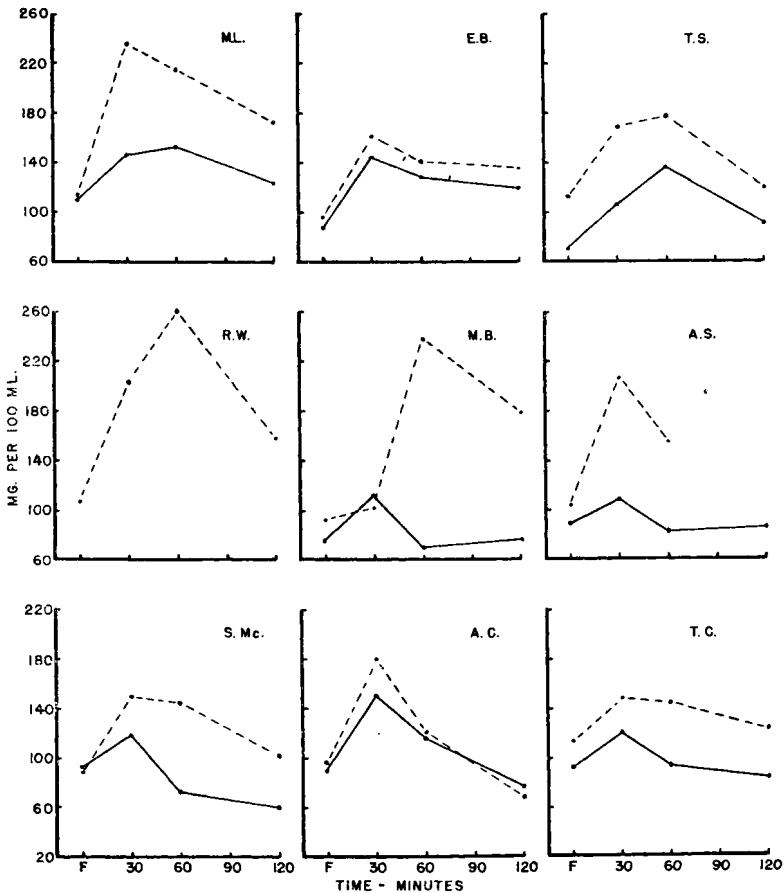 M.L.
E.B.
T.S.
260
220
180
140
100
60
R.W.
M.B.
A.S.
260
220
180
140
100
60
MG. PER 100 ML.
S. Mc.
A.C.
T.C.
220
180
140
100
60
20
F 30 60 90 120
F 30 60 90 120
F 30 60 90 120
TIME - MINUTES